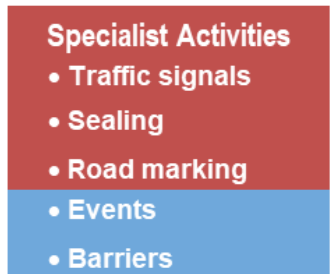 Specialist Activities
• Traffic signals
• Sealing
• Road marking
• Events
• Barriers